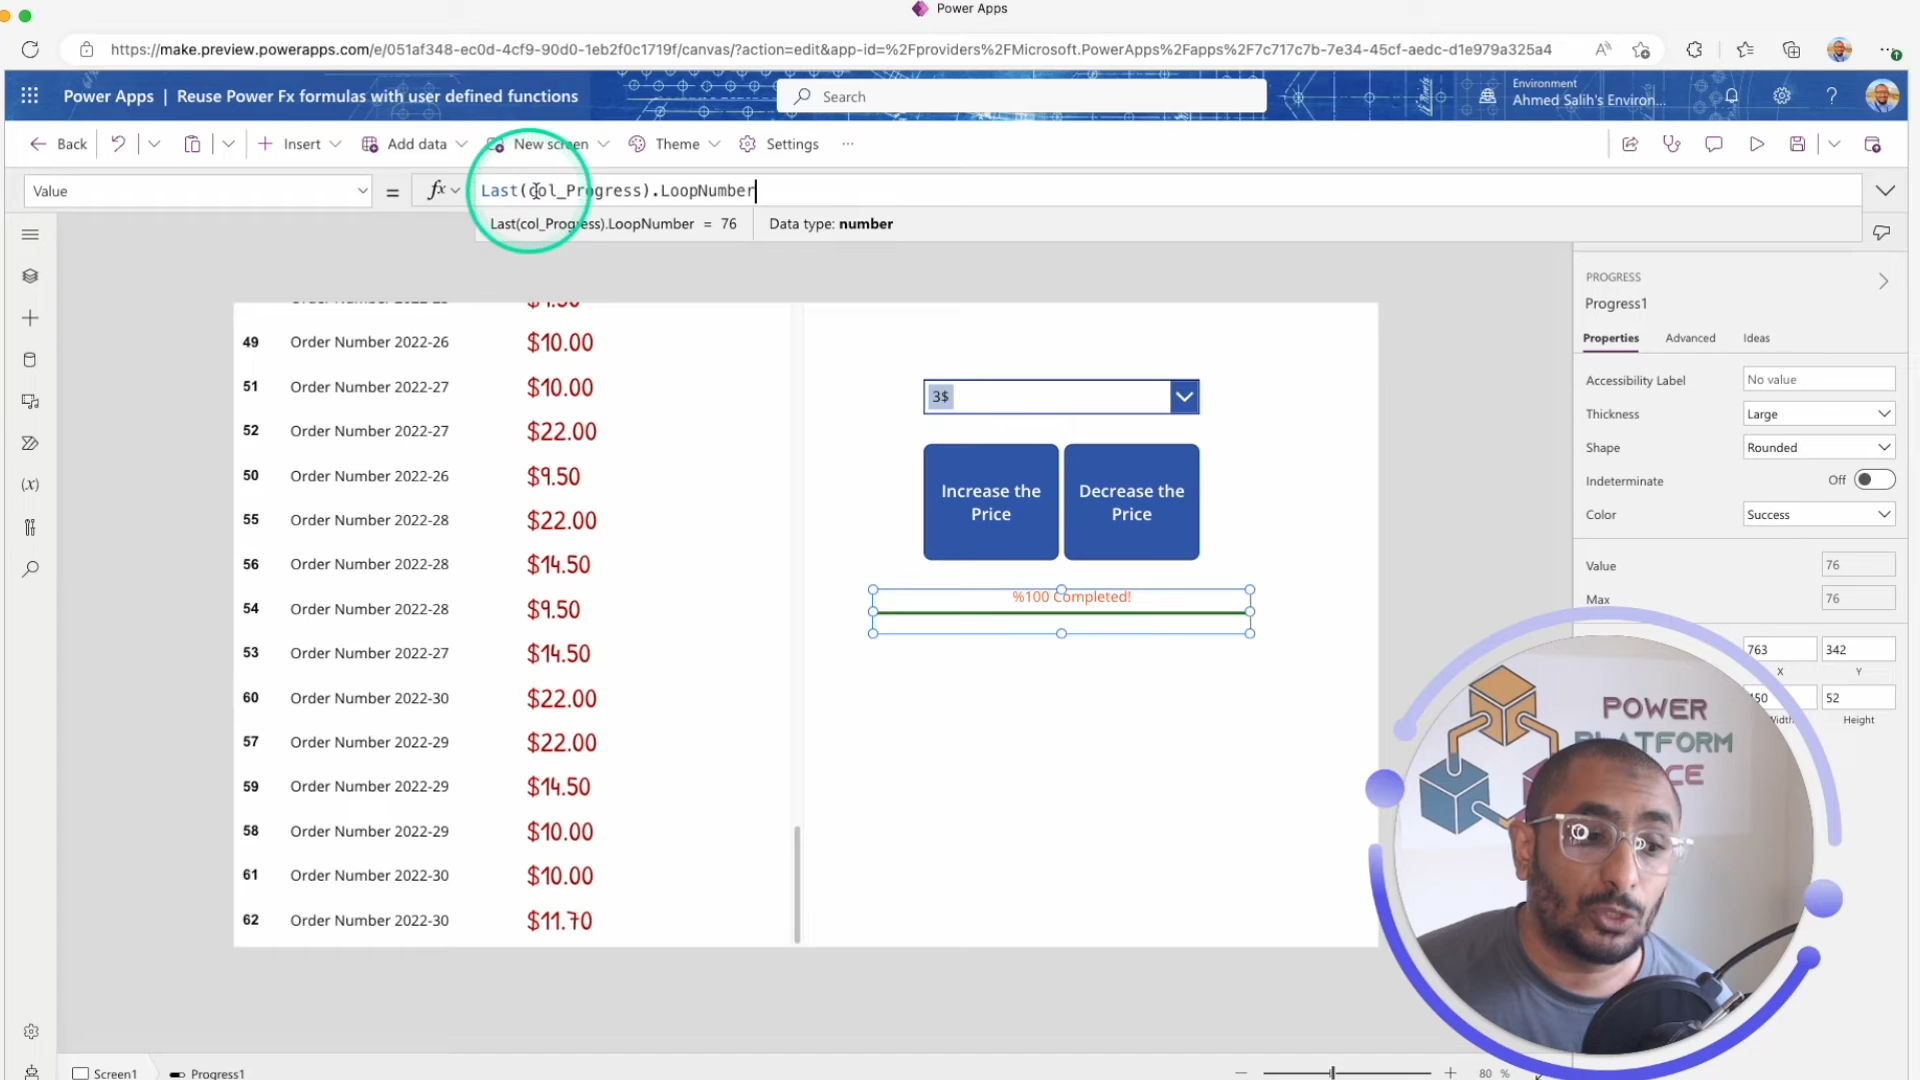 Power Apps
https://make.preview.powerapps.com/e/051af348-ec0d-4cf9-90d0-1eb2f0c1719f/canvas/?action=edit&app-id=%2Fproviders%2FMicrosoft.PowerApps%2Fapps%2F7c717c7b-7e34-45cf-aedc-d1e979a325a4
Power Apps | Reuse Power Fx formulas with user defined functions
Search
Environment
Ahmed Salih's Environ...
Back
Insert
Add data
New screen
Theme
Settings
Value
=
fx
Last(col_Progress).LoopNumber
Last(col_Progress).LoopNumber = 76
Data type: number
49 Order Number 2022-26 $10.00
51 Order Number 2022-27 $10.00
52 Order Number 2022-27 $22.00
50 Order Number 2022-26 $9.50
55 Order Number 2022-28 $22.00
56 Order Number 2022-28 $14.50
54 Order Number 2022-28 $9.50
53 Order Number 2022-27 $14.50
60 Order Number 2022-30 $22.00
57 Order Number 2022-29 $22.00
59 Order Number 2022-29 $14.50
58 Order Number 2022-29 $10.00
61 Order Number 2022-30 $10.00
62 Order Number 2022-30 $11.70
3$
Increase the
Price
Decrease the
Price
%100 Completed!
PROGRESS
Progress1
Properties Advanced Ideas
Accessibility Label No value
Thickness Large
Shape Rounded
Indeterminate Off
Color Success
Value 76
Max 76
763 342
X Y
52
Height
POWER
Screen1
Progress1
80 %